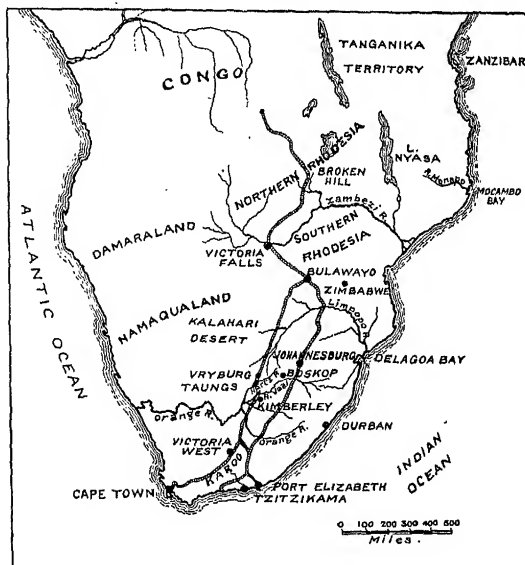 TANGANIKA
TERRITORY
ZANZIBAR
CONGO
L.
NYASA
NORTHERN RHODESIA
BROKEN
HILL
MOCAMBO
BAY
Zambezi R.
ATLANTIC OCEAN
DAMARALAND
SOUTHERN
RHODESIA
VICTORIA
FALLS
BULAWAYO
ZIMBABWE
NAMAQUALAND
Limpopo R.
KALAHARI
DESERT
JOHANNESBURG
DELAGOA BAY
VRYBURG
BOSKOP
TAUNGS
R. Vaal
KIMBERLEY
Orange R.
Orange R.
DURBAN
VICTORIA
WEST
KAROO
INDIAN
OCEAN
CAPE TOWN
PORT ELIZABETH
TZITZIKAMA
0 100 200 300 400 500
Miles.